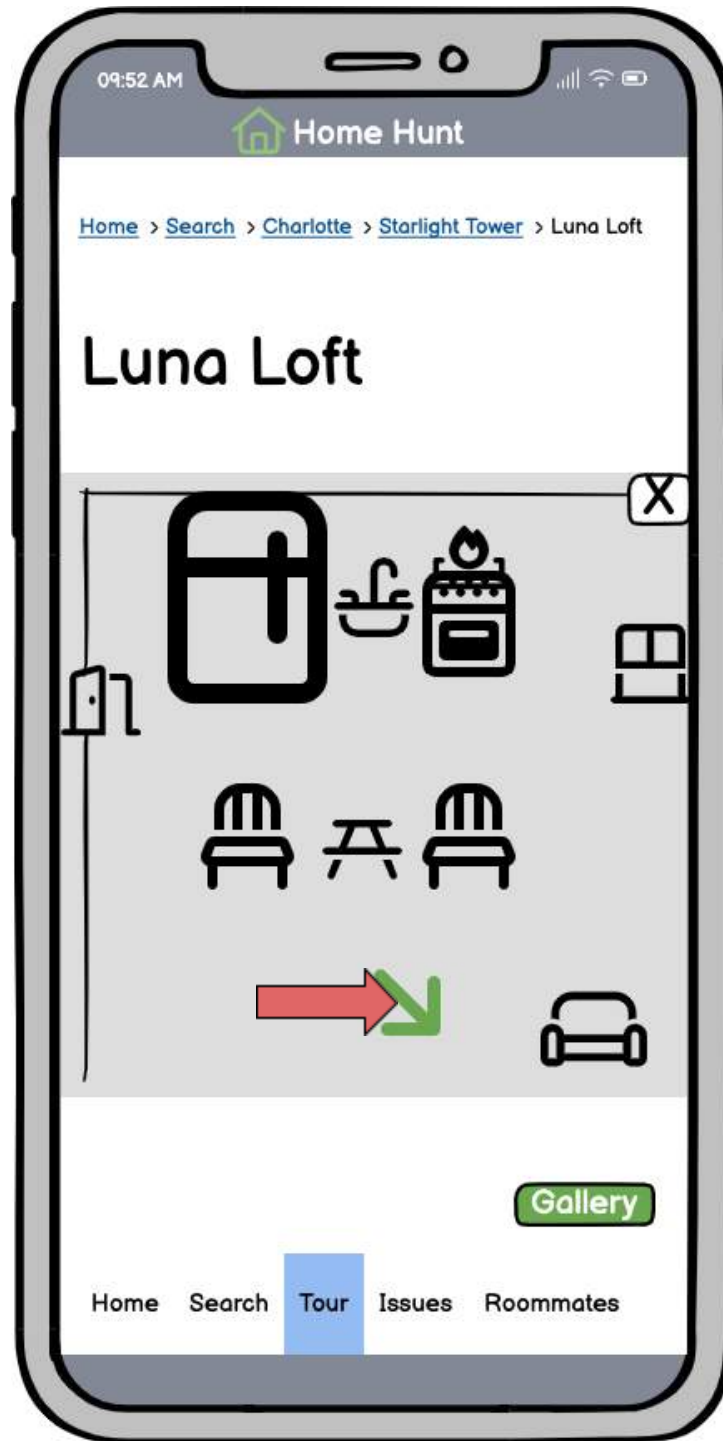 09:52 AM
Home Hunt
Home > Search > Charlotte > Starlight Tower > Luna Loft
Luna Loft
X
Gallery
Home Search Tour Issues Roommates